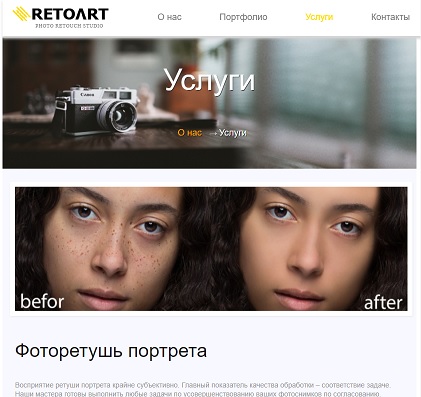 RETOΛRT
PHOTO RETOUCH STUDIO
О нас Портфолио Услуги Контакты
Canon
Услуги
О нас →Услуги
befor after
Фоторетушь портрета
Восприятие ретуши портрета крайне субъективно. Главный показатель качества обработки – соответствие задаче.
Наши мастера готовы выполнить любые задачи по усовершенствованию ваших фотоснимков по согласованию.